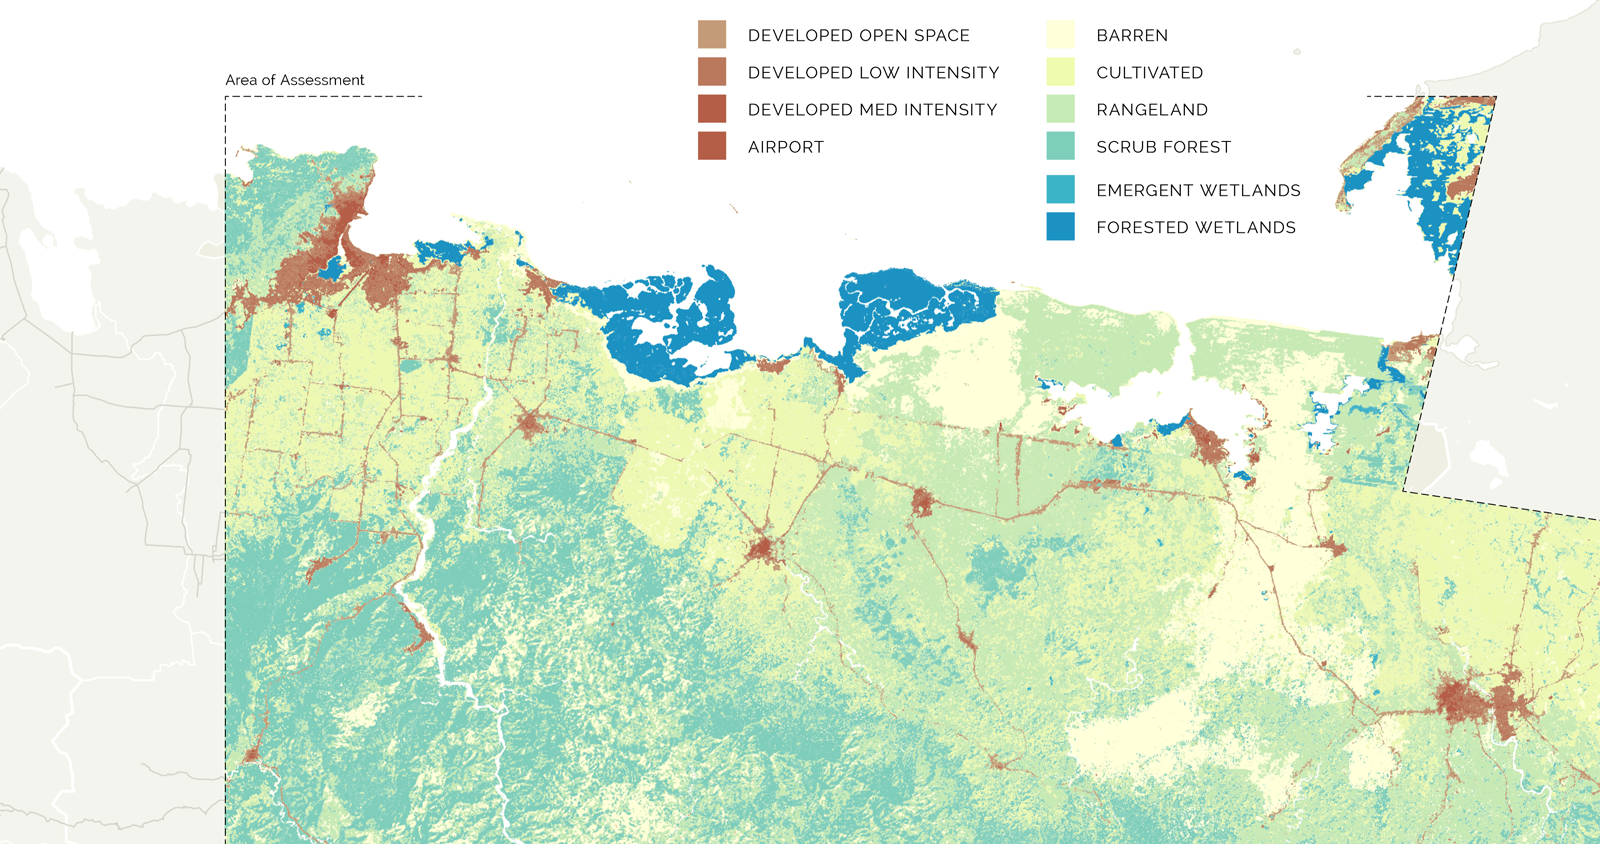 Area of Assessment
DEVELOPED OPEN SPACE
DEVELOPED LOW INTENSITY
DEVELOPED MED INTENSITY
AIRPORT
BARREN
CULTIVATED
RANGELAND
SCRUB FOREST
EMERGENT WETLANDS
FORESTED WETLANDS